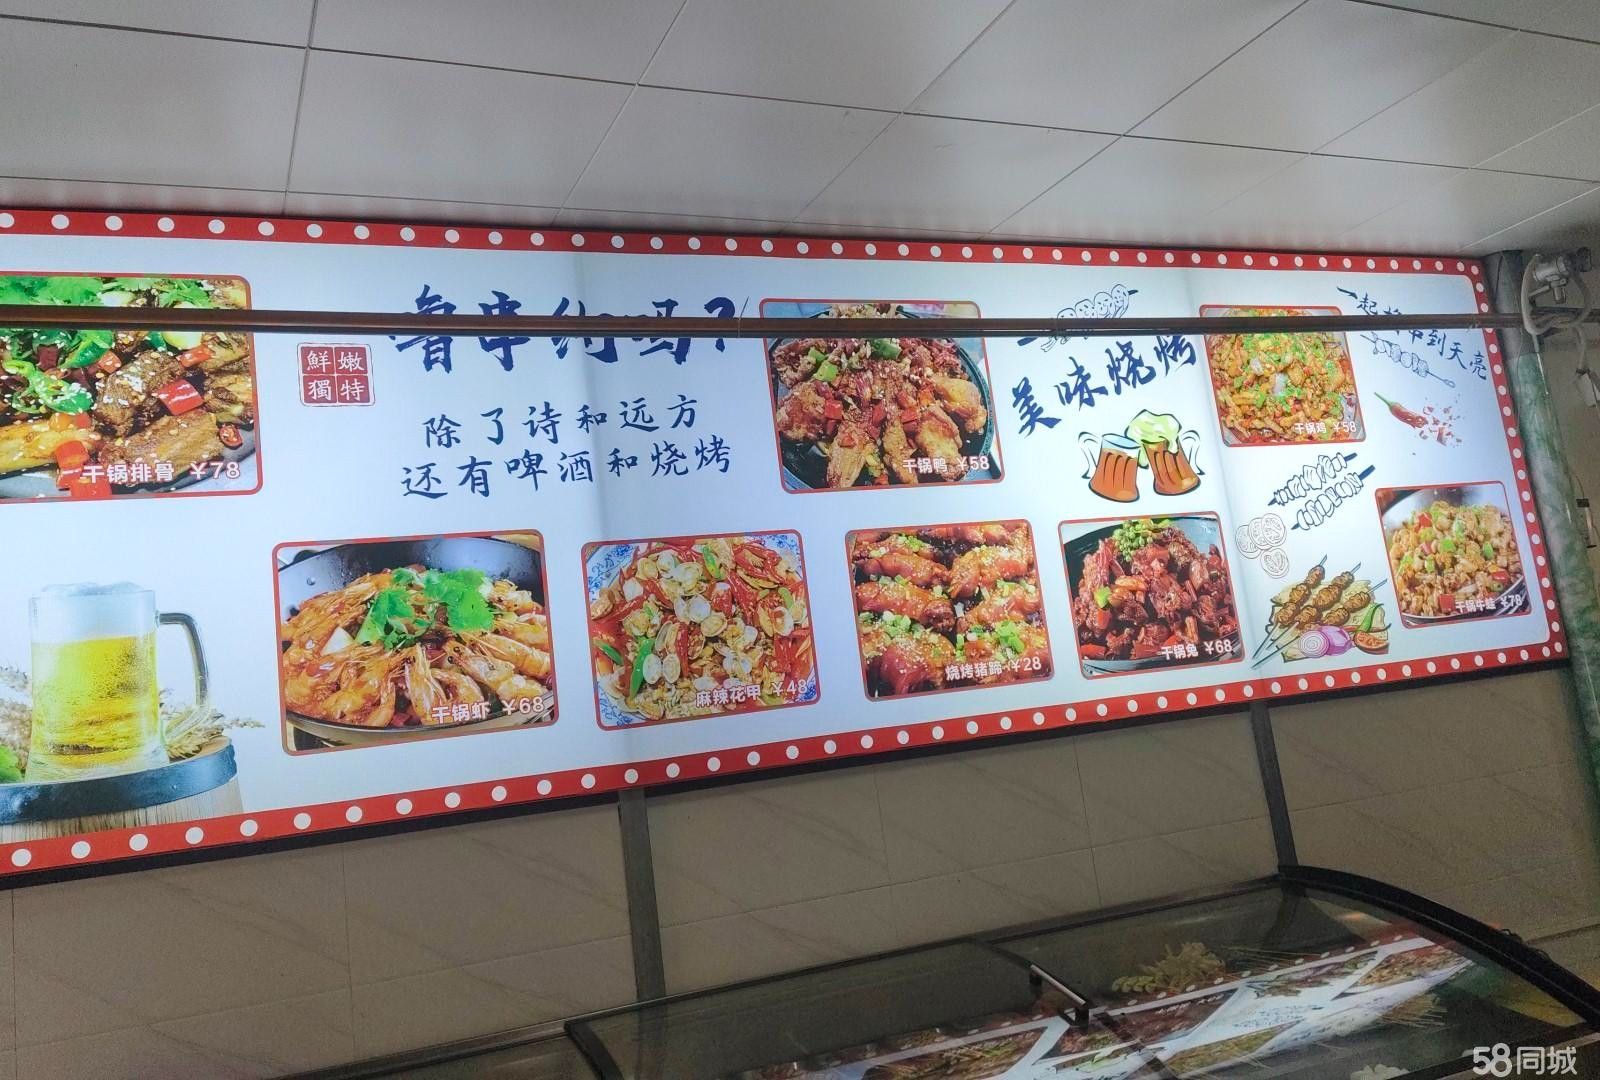 鲁串约吗?
鲜嫩
獨特
除了诗和远方
还有啤酒和烧烤
干锅排骨 ¥78
干锅鸭 ¥58
美味烧烤
干锅鸡 ¥58
一起撸串到天亮
干锅虾 ¥68
麻辣花甲 ¥48
烧烤猪蹄 ¥28
干锅兔 ¥68
干锅牛蛙 ¥78
58同城